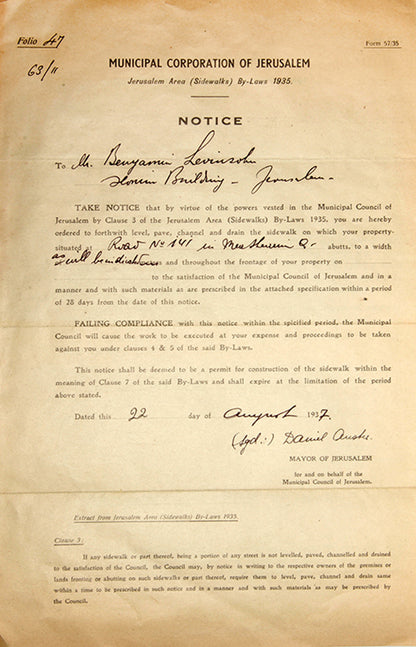 Folio 47
Form 57/35
63/11
MUNICIPAL CORPORATION OF JERUSALEM
Jerusalem Area (Sidewalks) By-Laws 1935.
NOTICE
To Mr. Benyamin Levinsohn
Building - Jerusalem.
TAKE NOTICE that by virtue of the powers vested in the Municipal Council of
Jerusalem by Clause 3 of the Jerusalem Area (Sidewalks) By-Laws 1935, you are hereby
ordered to forthwith level, pave, channel and drain the sidewalk on which your property
situated at Road No 141 in abutts, to a width
as will be and throughout the frontage of your property on
to the satisfaction of the Municipal Council of Jerusalem and in a
manner and with such materials as are prescribed in the attached specification within a period
of 28 days from the date of this notice.
FAILING COMPLIANCE with this notice within the spicified period, the Municipal
Council will cause the work to be executed at your expense and proceedings to be taken
against you under clauses 4 & 5 of the said By-Laws.
This notice shall be deemed to be a permit for construction of the sidewalk within the
meaning of Clause 7 of the said By-Laws and shall expire at the limitation of the period
above stated.
Dated this 22 day of August 1937.
(sgd:) Daniel Auster.
MAYOR OF JERUSALEM
for and on behalf of the
Municipal Council of Jerusalem.
Extract from Jerusalem Area (Sidewalks) By-Laws 1935.
Clause 3:
If any sidewalk or part thereof, being a portion of any street is not levelled, paved, channelled and drained
to the satisfaction of the Council, the Council may, by notice in writing to the respective owners of the premises or
lands fronting or abutting on such sidewalks or part thereof, require them to level, pave, channel and drain same
within a time to be prescribed in such notice and in a manner and with such materials as may be prescribed by
the Council.